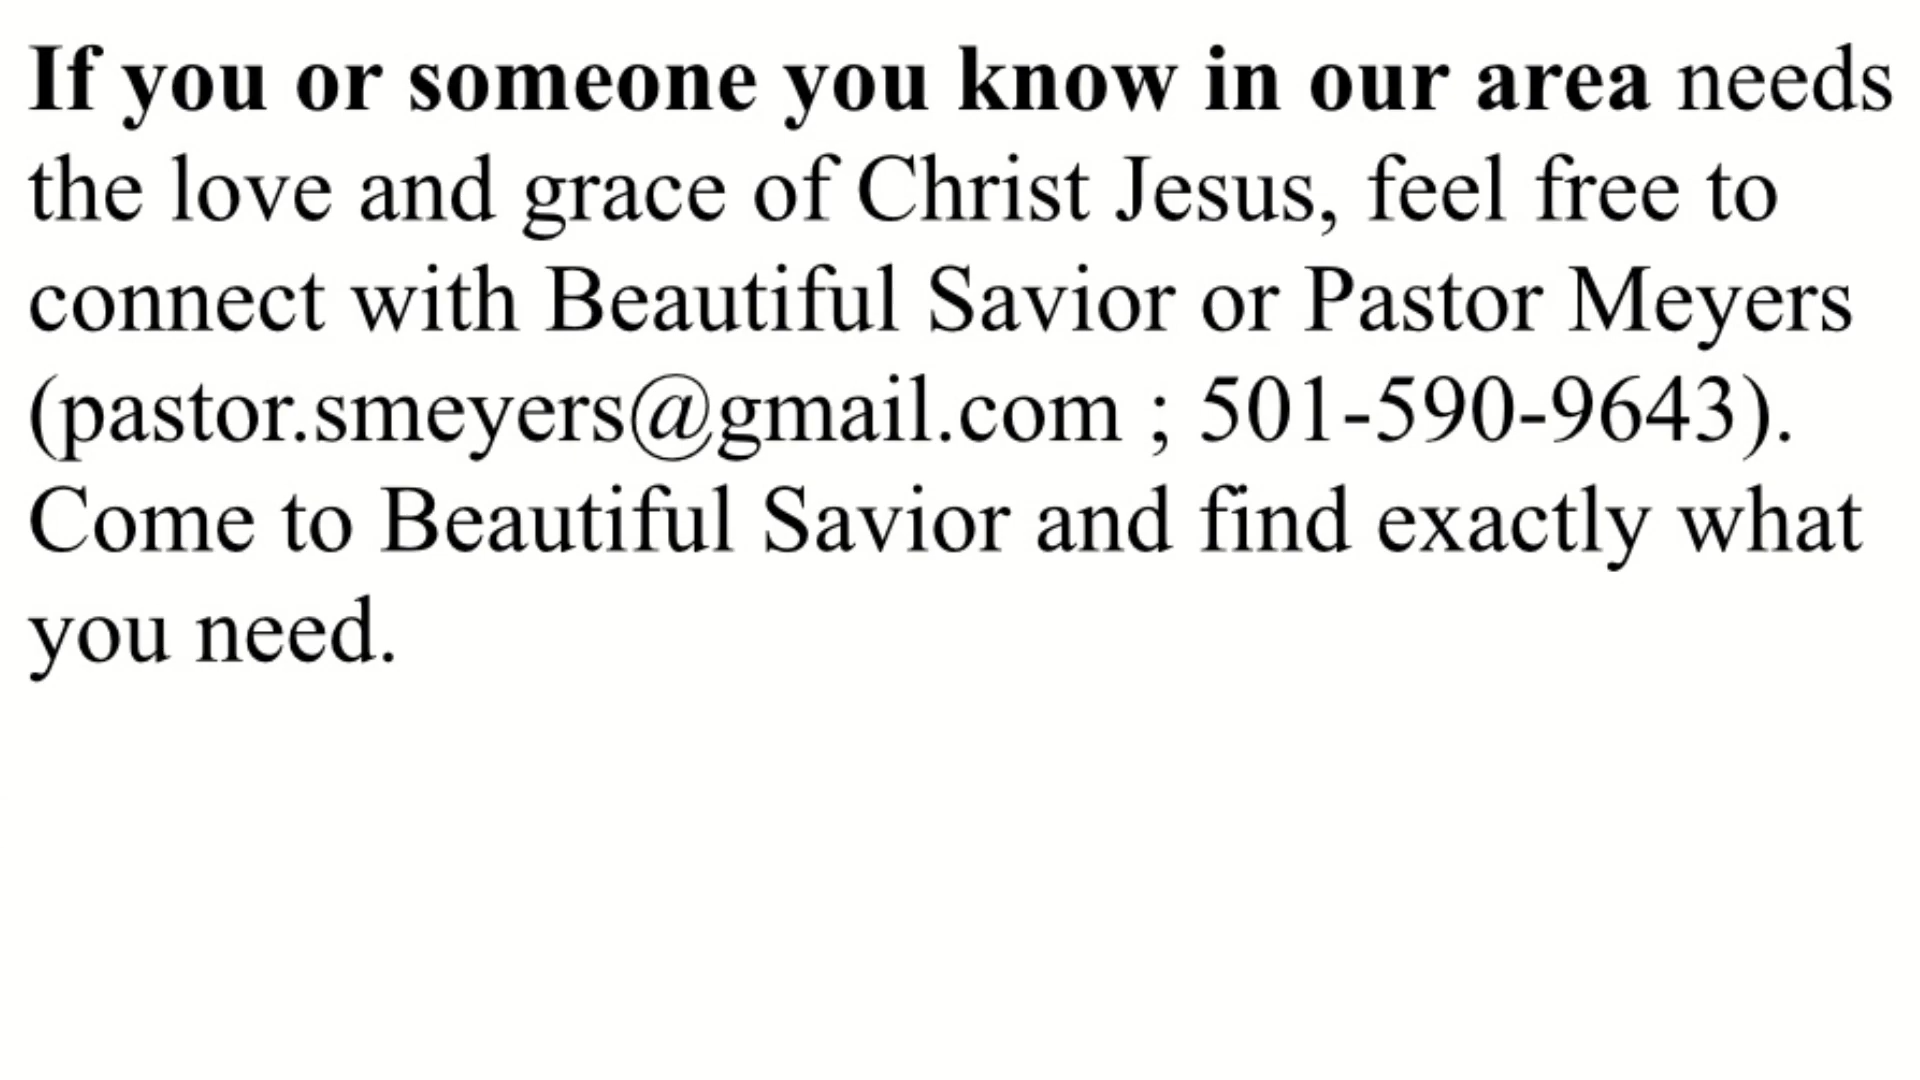 If you or someone you know in our area needs
the love and grace of Christ Jesus, feel free to
connect with Beautiful Savior or Pastor Meyers
(pastor.smeyers@gmail.com ; 501-590-9643).
Come to Beautiful Savior and find exactly what
you need.